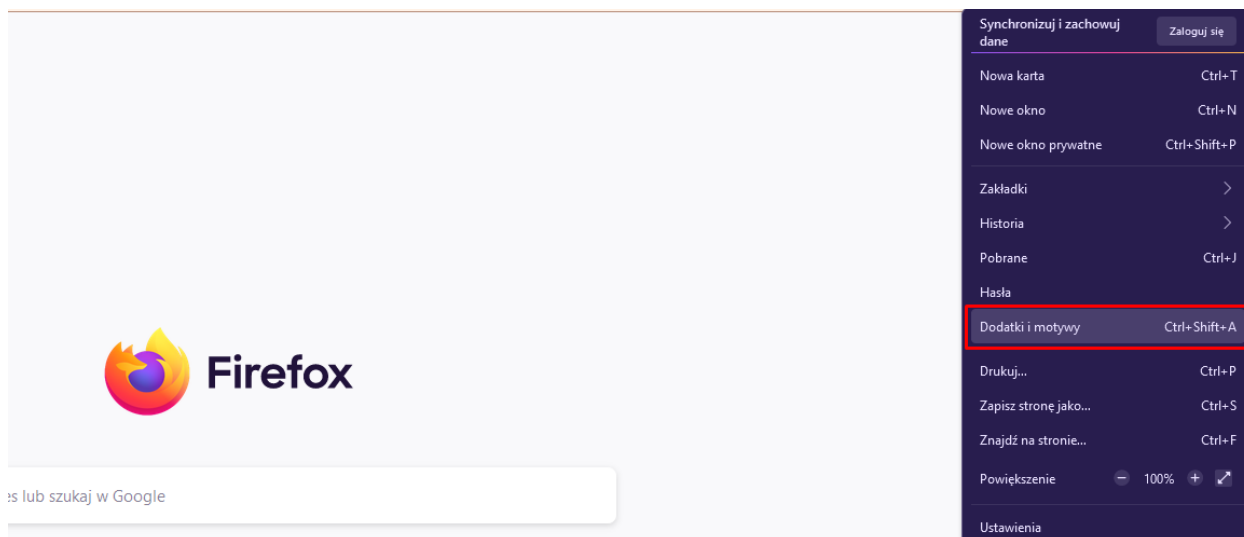 Synchronizuj i zachowuj
dane
Zaloguj się
Nowa karta Ctrl+T
Nowe okno Ctrl+N
Nowe okno prywatne Ctrl+Shift+P
Zakładki
Historia
Pobrane Ctrl+J
Hasła
Dodatki i motywy Ctrl+Shift+A
Drukuj... Ctrl+P
Zapisz stronę jako... Ctrl+S
Znajdź na stronie... Ctrl+F
Powiększenie − 100% +
Ustawienia
Firefox
es lub szukaj w Google